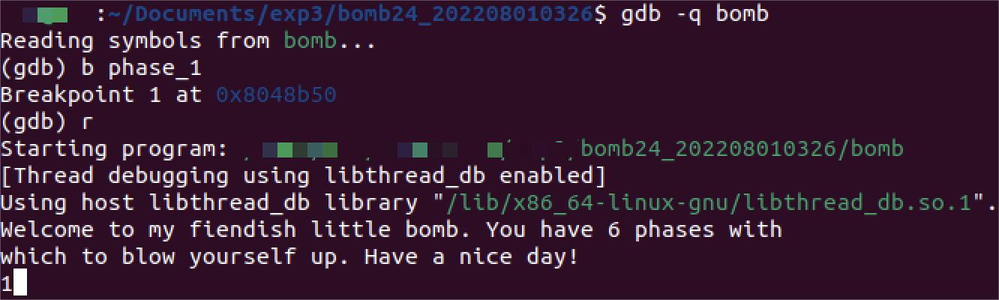 :~/Documents/exp3/bomb24_202208010326$ gdb -q bomb
Reading symbols from bomb...
(gdb) b phase_1
Breakpoint 1 at 0x8048b50
(gdb) r
Starting program: /bomb24_202208010326/bomb
[Thread debugging using libthread_db enabled]
Using host libthread_db library "/lib/x86_64-linux-gnu/libthread_db.so.1".
Welcome to my fiendish little bomb. You have 6 phases with
which to blow yourself up. Have a nice day!
1